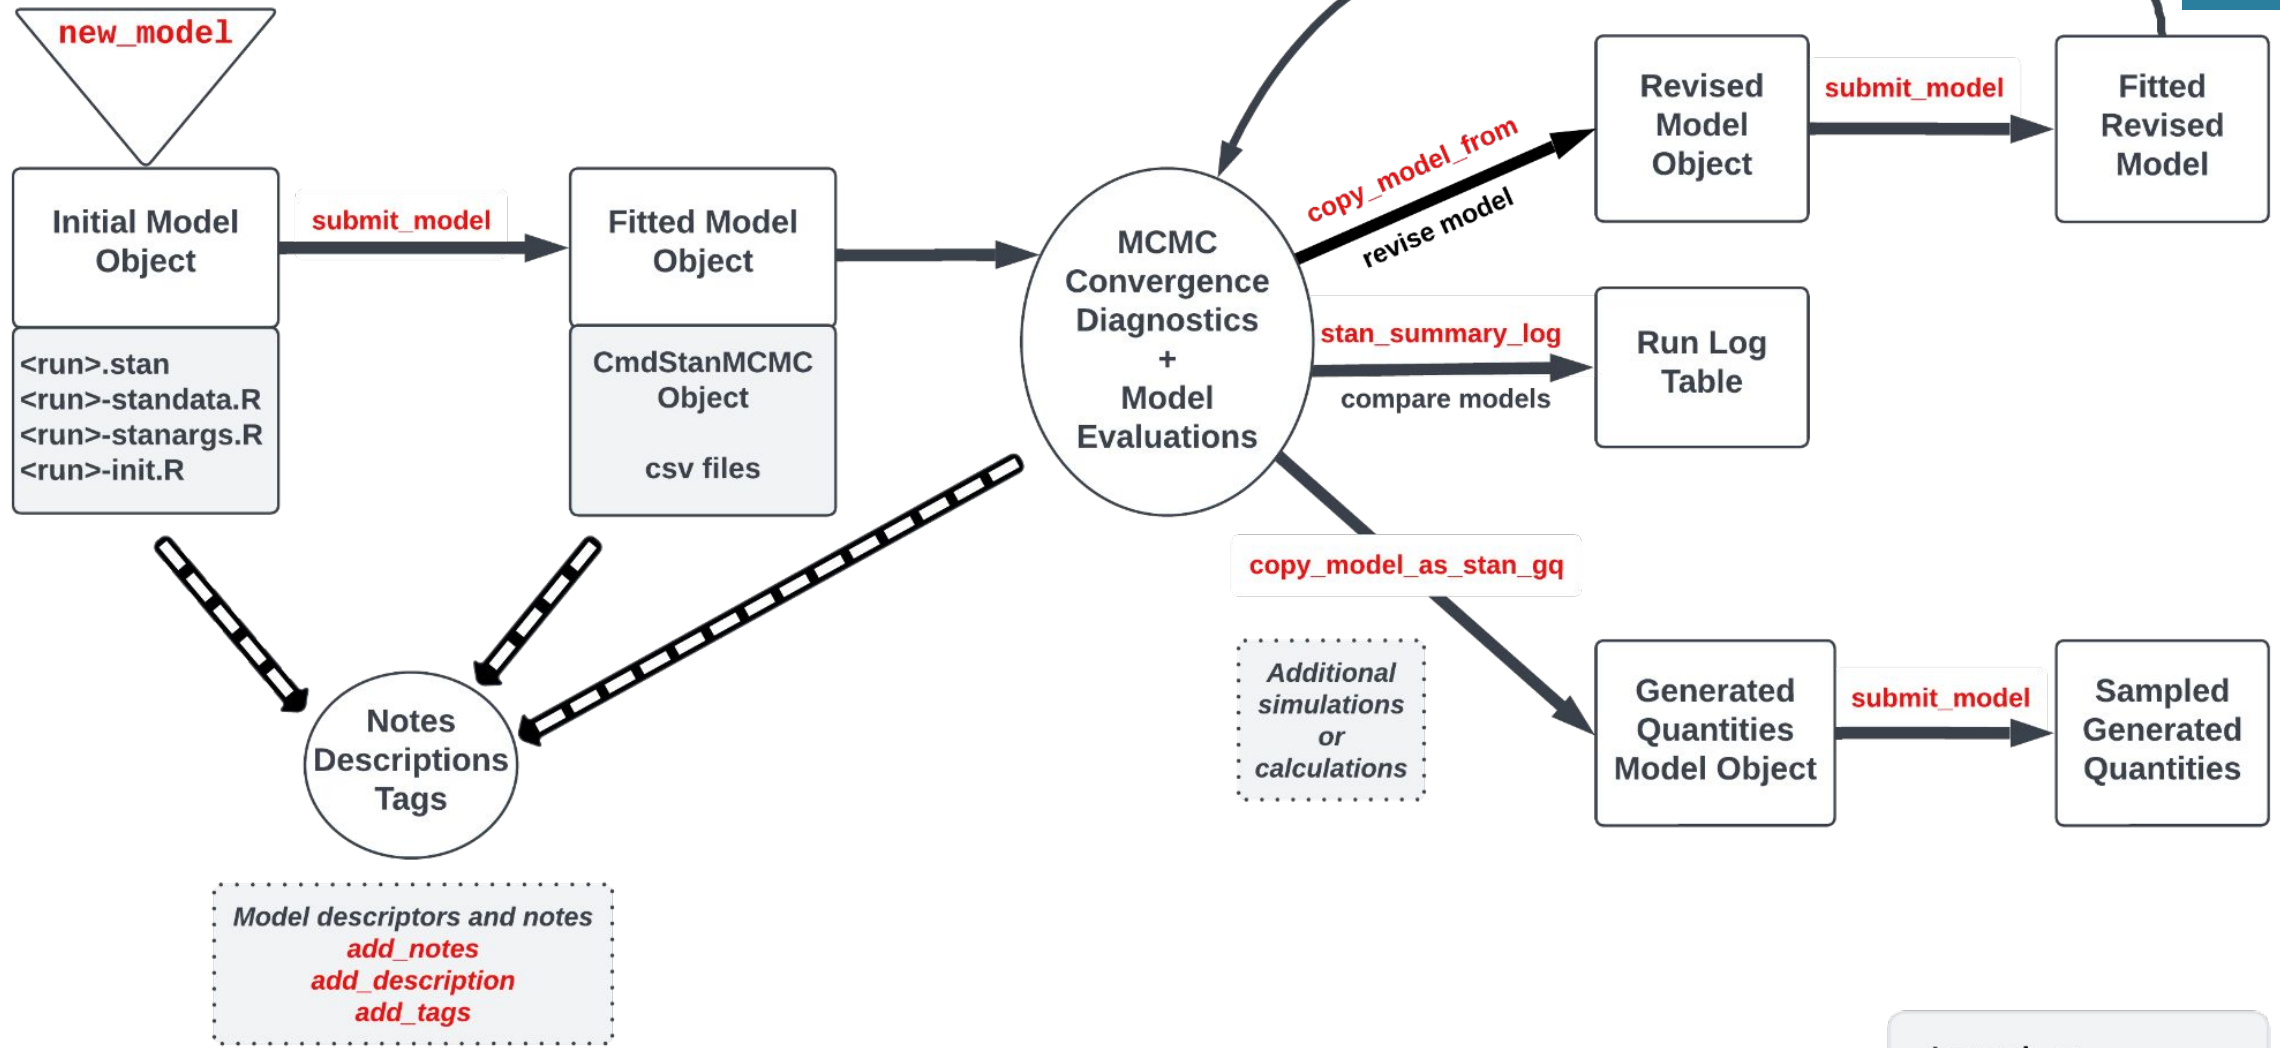 new_model
Initial Model
Object
<run>.stan
<run>-standata.R
<run>-stanargs.R
<run>-init.R
submit_model
Fitted Model
Object
CmdStanMCMC
Object
csv files
MCMC
Convergence
Diagnostics
+
Model
Evaluations
copy_model_from
revise model
Revised
Model
Object
submit_model
Fitted
Revised
Model
stan_summary_log
compare models
Run Log
Table
copy_model_as_stan_gq
Additional
simulations
or
calculations
Generated
Quantities
Model Object
submit_model
Sampled
Generated
Quantities
Notes
Descriptions
Tags
Model descriptors and notes
add_notes
add_description
add_tags